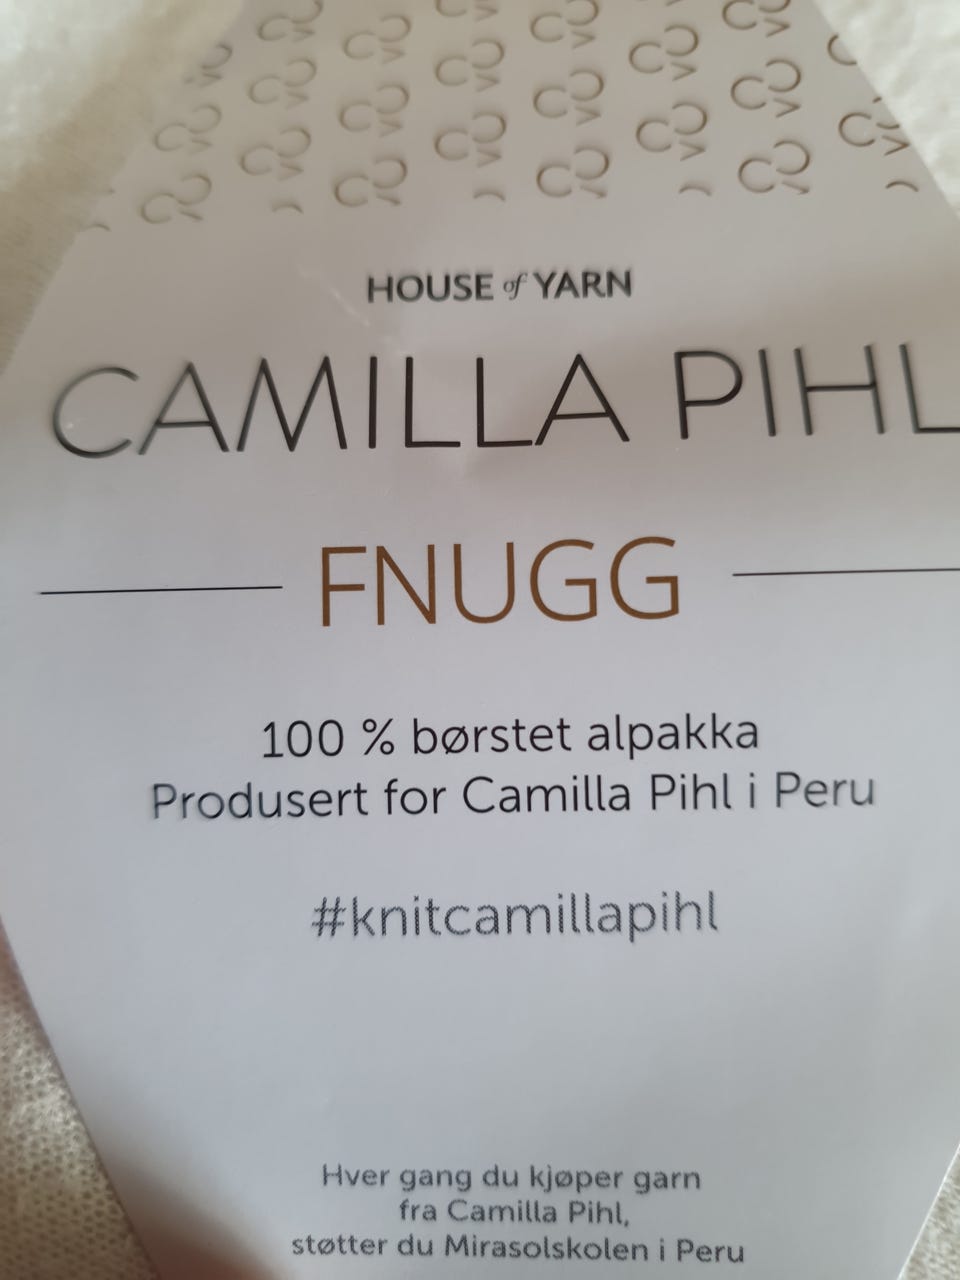 HOUSE of YARN
CAMILLA PIHL
FNUGG
100 % børstet alpakka
Produsert for Camilla Pihl i Peru
#knitcamillapihl
Hver gang du kjøper garn
fra Camilla Pihl,
støtter du Mirasolskolen i Peru